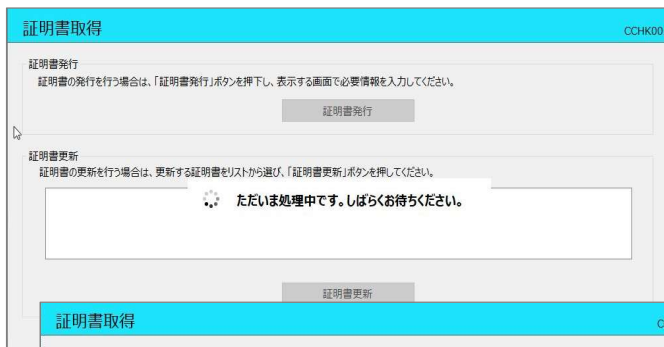 証明書取得
CCHK00
証明書発行
証明書の発行を行う場合は、「証明書発行」ボタンを押下し、表示する画面で必要情報を入力してください。
証明書発行
証明書更新
証明書の更新を行う場合は、更新する証明書をリストから選び、「証明書更新」ボタンを押してください。
ただいま処理中です。しばらくお待ちください。
証明書更新
証明書取得
C